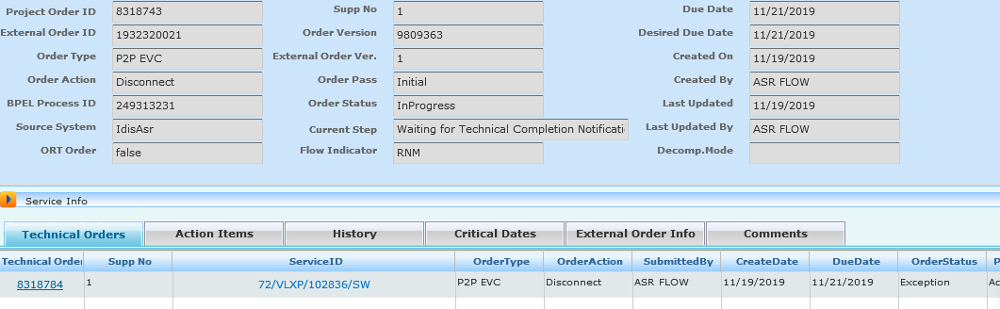 Project Order ID 8318743 Supp No 1 Due Date 11/21/2019
External Order ID 1932320021 Order Version 9809363 Desired Due Date 11/21/2019
Order Type P2P EVC External Order Ver. 1 Created On 11/19/2019
Order Action Disconnect Order Pass Initial Created By ASR FLOW
BPEL Process ID 249313231 Order Status InProgress Last Updated 11/19/2019
Source System IdisAsr Current Step Waiting for Technical Completion Notificati Last Updated By ASR FLOW
ORT Order false Flow Indicator RNM Decomp.Mode
Service Info
Technical Orders Action Items History Critical Dates External Order Info Comments
Technical Order Supp No ServiceID OrderType OrderAction SubmittedBy CreateDate DueDate OrderStatus P
8318784 1 72/VLXP/102836/SW P2P EVC Disconnect ASR FLOW 11/19/2019 11/21/2019 Exception Ac